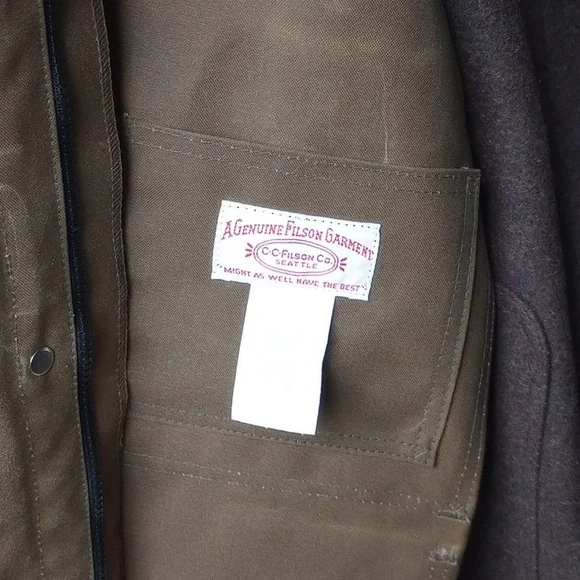 A GENUINE FILSON GARMENT
C·C·FILSON CO.
SEATTLE
"MIGHT AS WELL HAVE THE BEST"